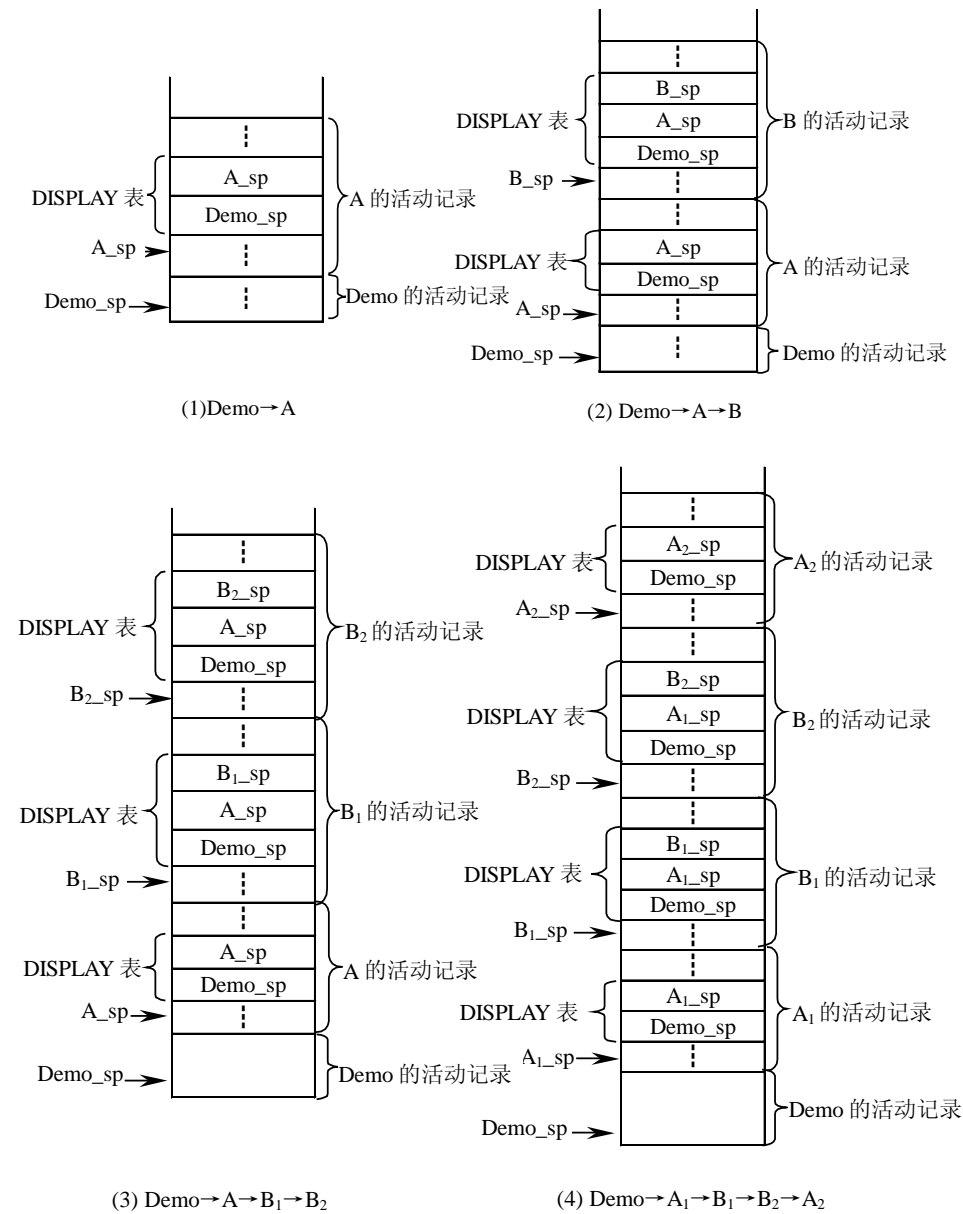 A_sp
DISPLAY 表
Demo_sp
A 的活动记录
A_sp
Demo_sp
Demo 的活动记录
(1)Demo→A
B_sp
DISPLAY 表
A_sp
B 的活动记录
Demo_sp
B_sp
A_sp
DISPLAY 表
A 的活动记录
Demo_sp
A_sp
Demo_sp
Demo 的活动记录
(2) Demo→A→B
B₂_sp
DISPLAY 表
A_sp
B₂ 的活动记录
Demo_sp
B₂_sp
B₁_sp
DISPLAY 表
A_sp
B₁ 的活动记录
Demo_sp
B₁_sp
A_sp
DISPLAY 表
A 的活动记录
Demo_sp
A_sp
Demo_sp
Demo 的活动记录
(3) Demo→A→B₁→B₂
A₂_sp
DISPLAY 表
A₂ 的活动记录
Demo_sp
A₂_sp
B₂_sp
DISPLAY 表
A₁_sp
B₂ 的活动记录
Demo_sp
B₂_sp
B₁_sp
DISPLAY 表
A₁_sp
B₁ 的活动记录
Demo_sp
B₁_sp
A₁_sp
DISPLAY 表
A₁ 的活动记录
Demo_sp
A₁_sp
Demo 的活动记录
Demo_sp
(4) Demo→A₁→B₁→B₂→A₂